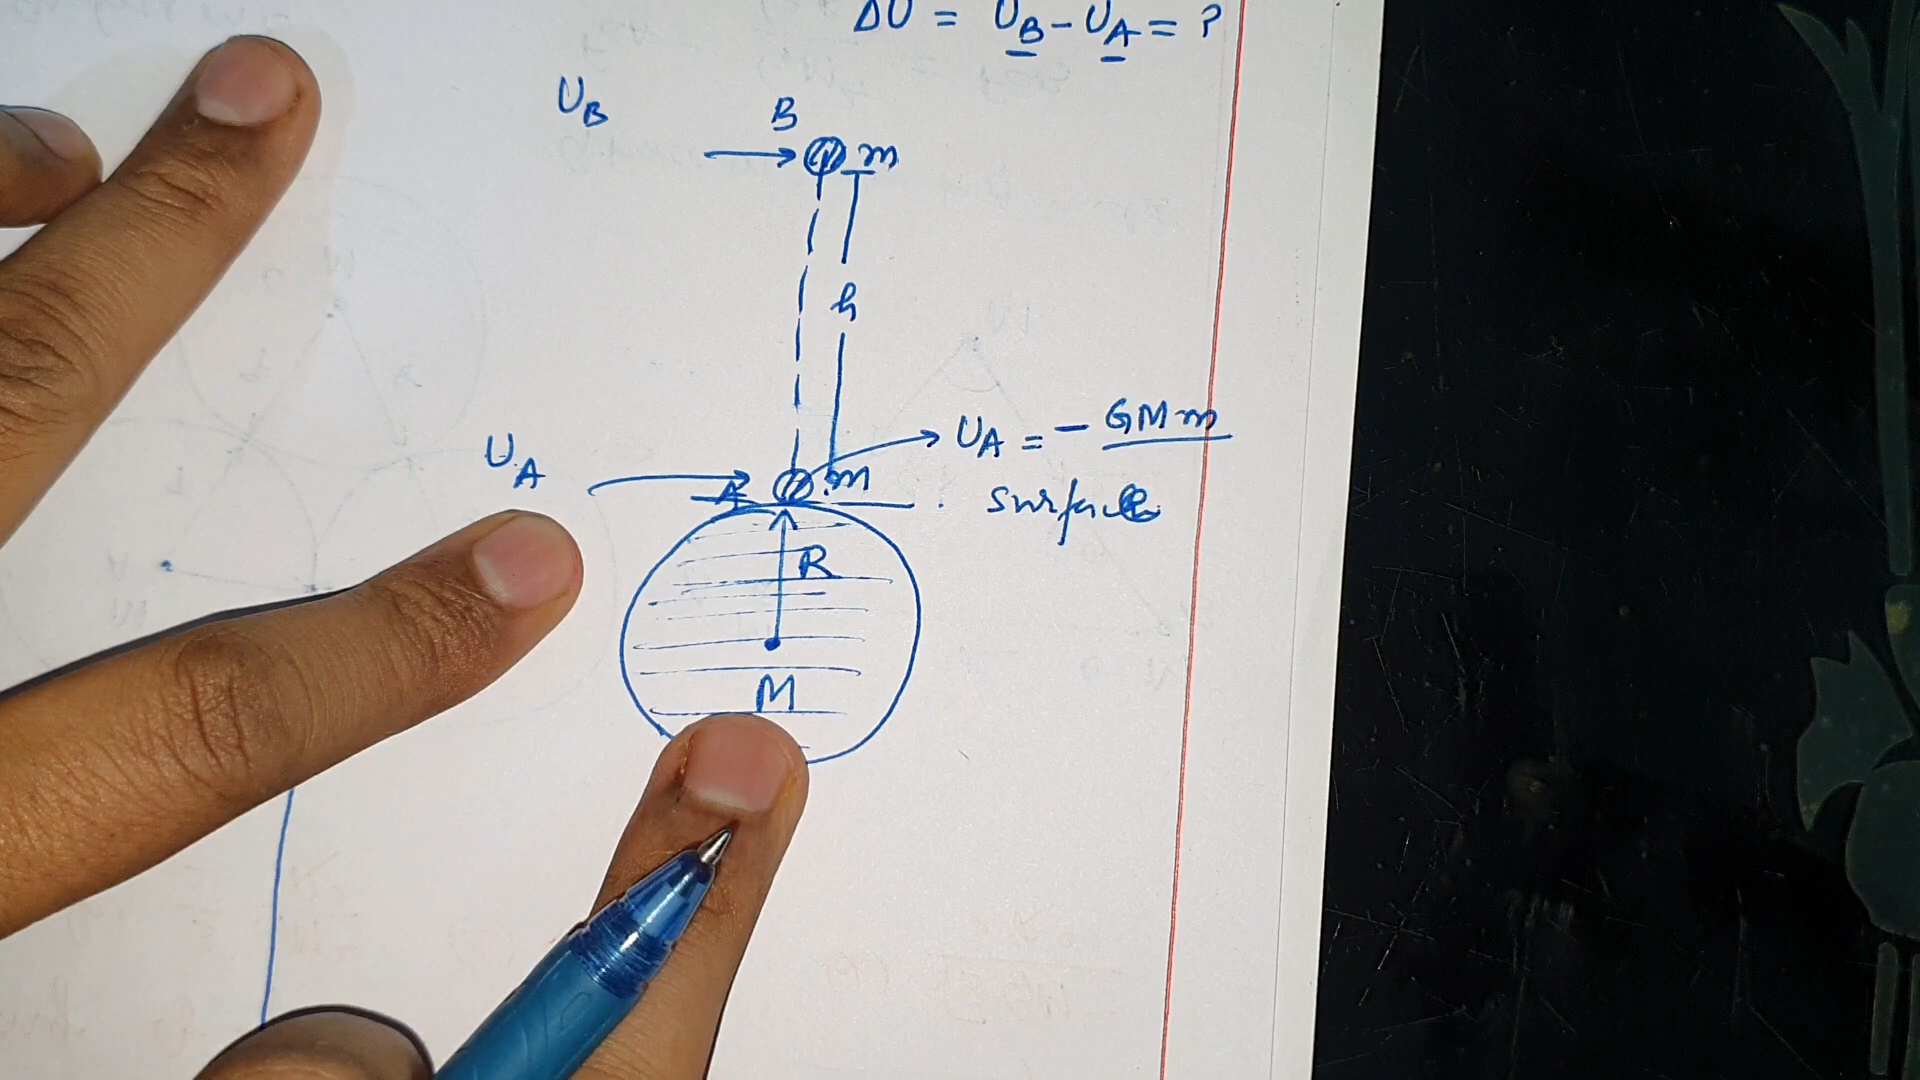 ΔU = U_B - U_A = ?
U_B
B
m
h
U_A = - GMm
U_A
A
m
surface
R
M